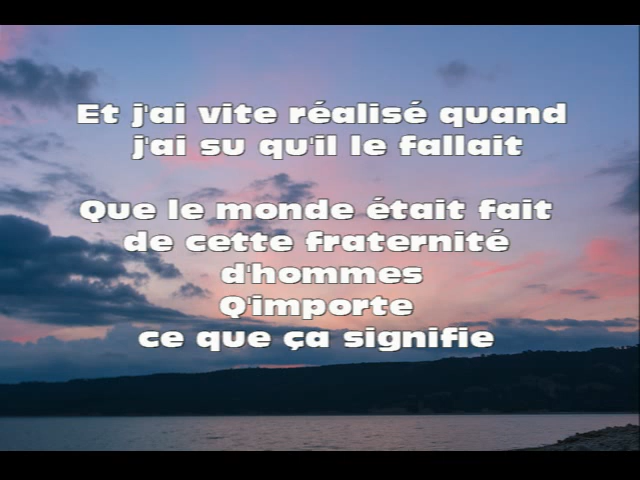 Et j'ai vite réalisé quand
j'ai su qu'il le fallait
Que le monde était fait
de cette fraternité
d'hommes
Q'importe
ce que ça signifie